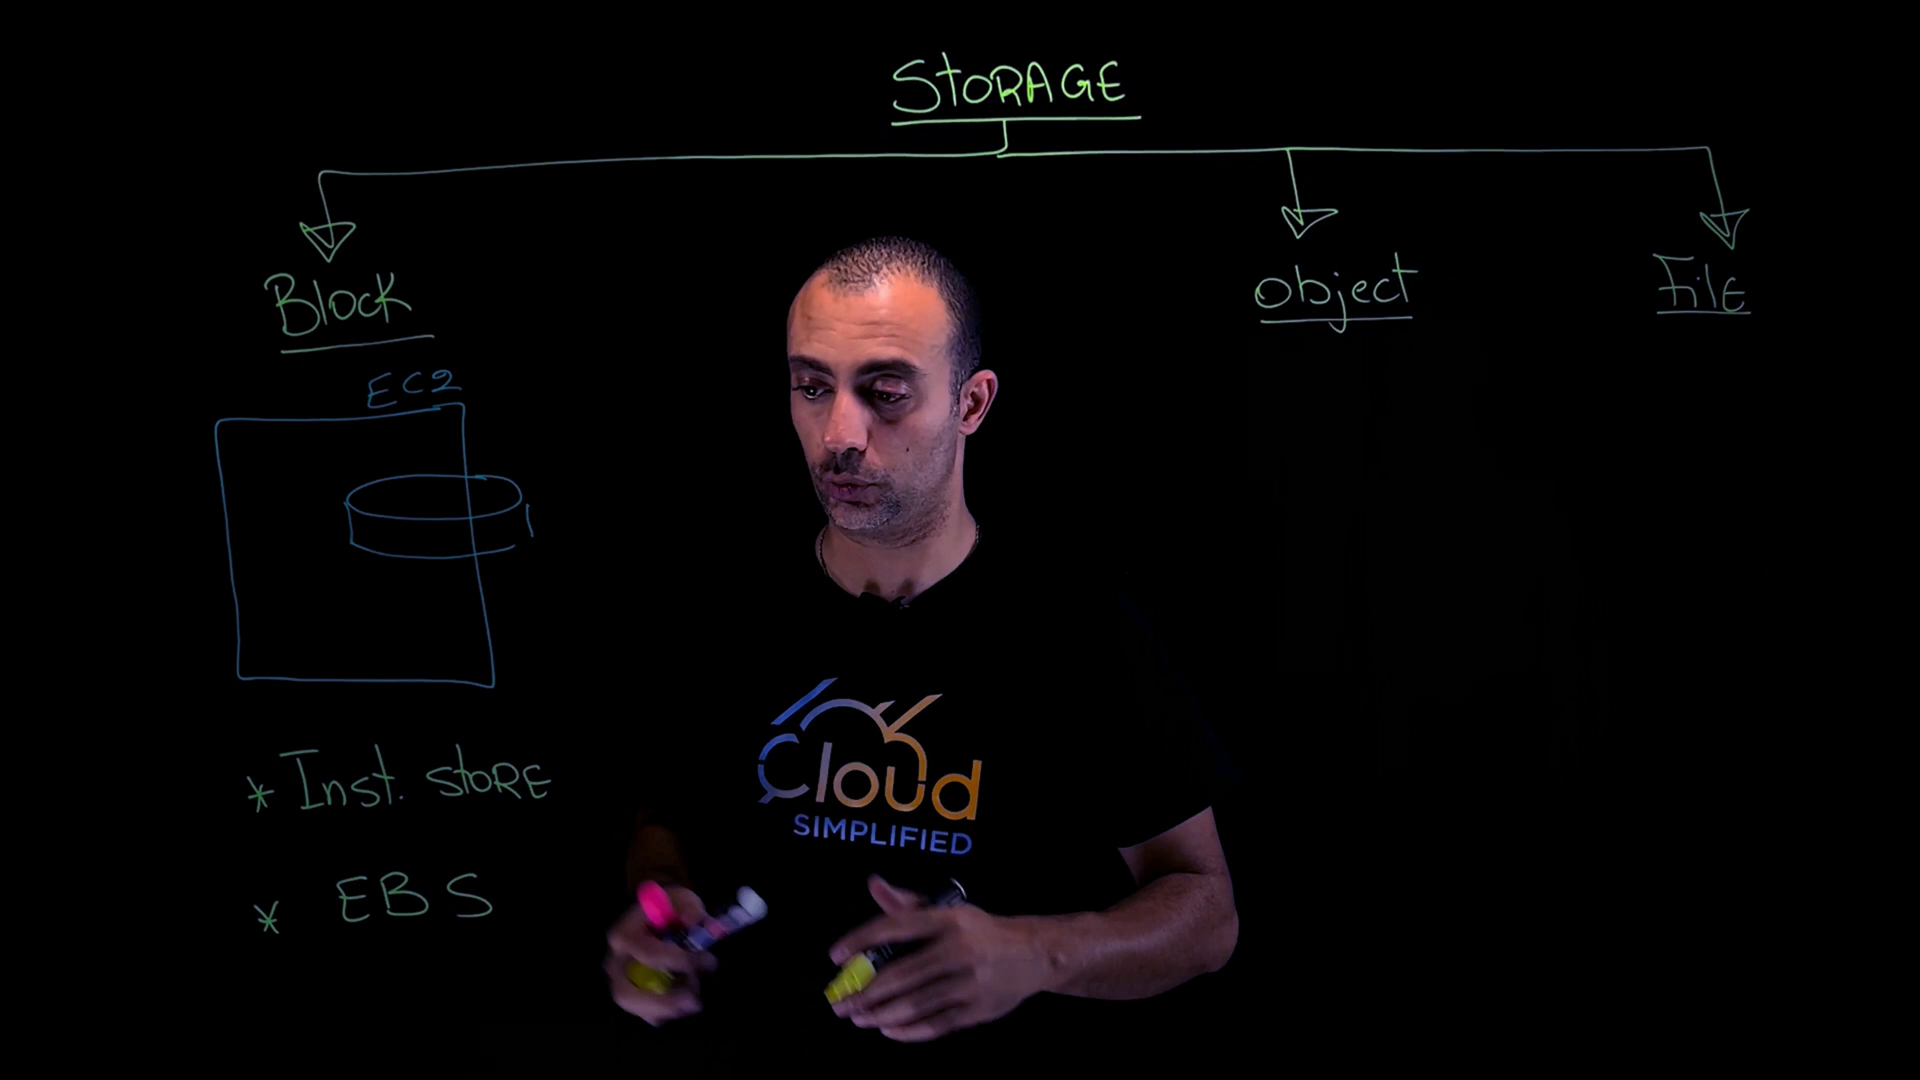 StORAGE
Block
object
FilE
EC2
* Inst. stORE
* EBS
Cloud
SIMPLIFIED